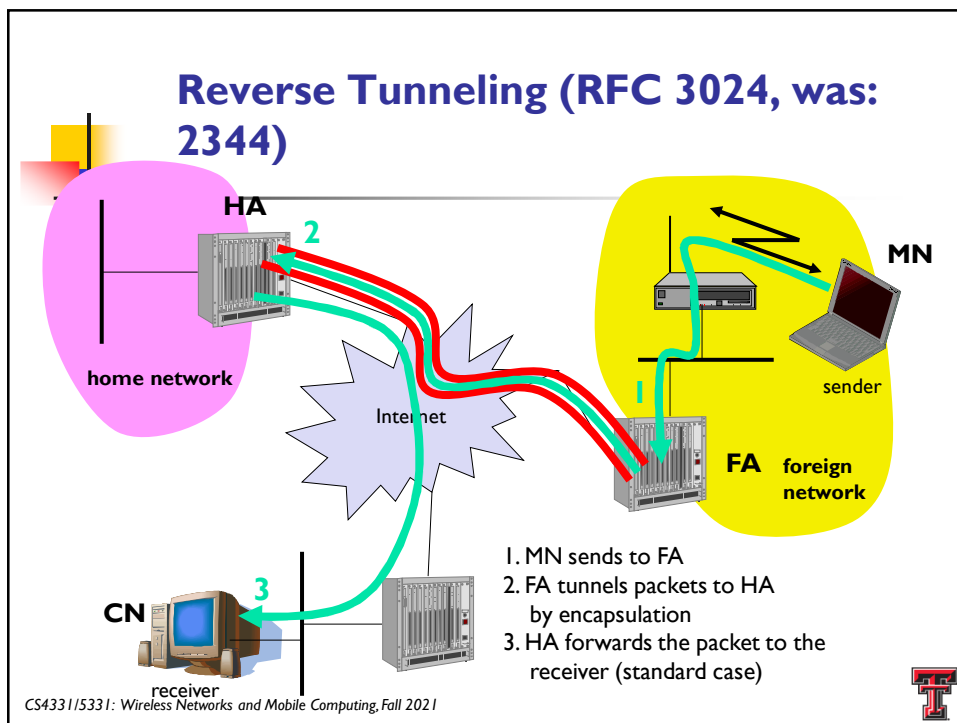 Reverse Tunneling (RFC 3024, was:
2344)
HA
2
MN
home network
Internet
1
sender
FA
foreign
network
CN
3
receiver
1. MN sends to FA
2. FA tunnels packets to HA
by encapsulation
3. HA forwards the packet to the
receiver (standard case)
CS4331/5331: Wireless Networks and Mobile Computing, Fall 2021